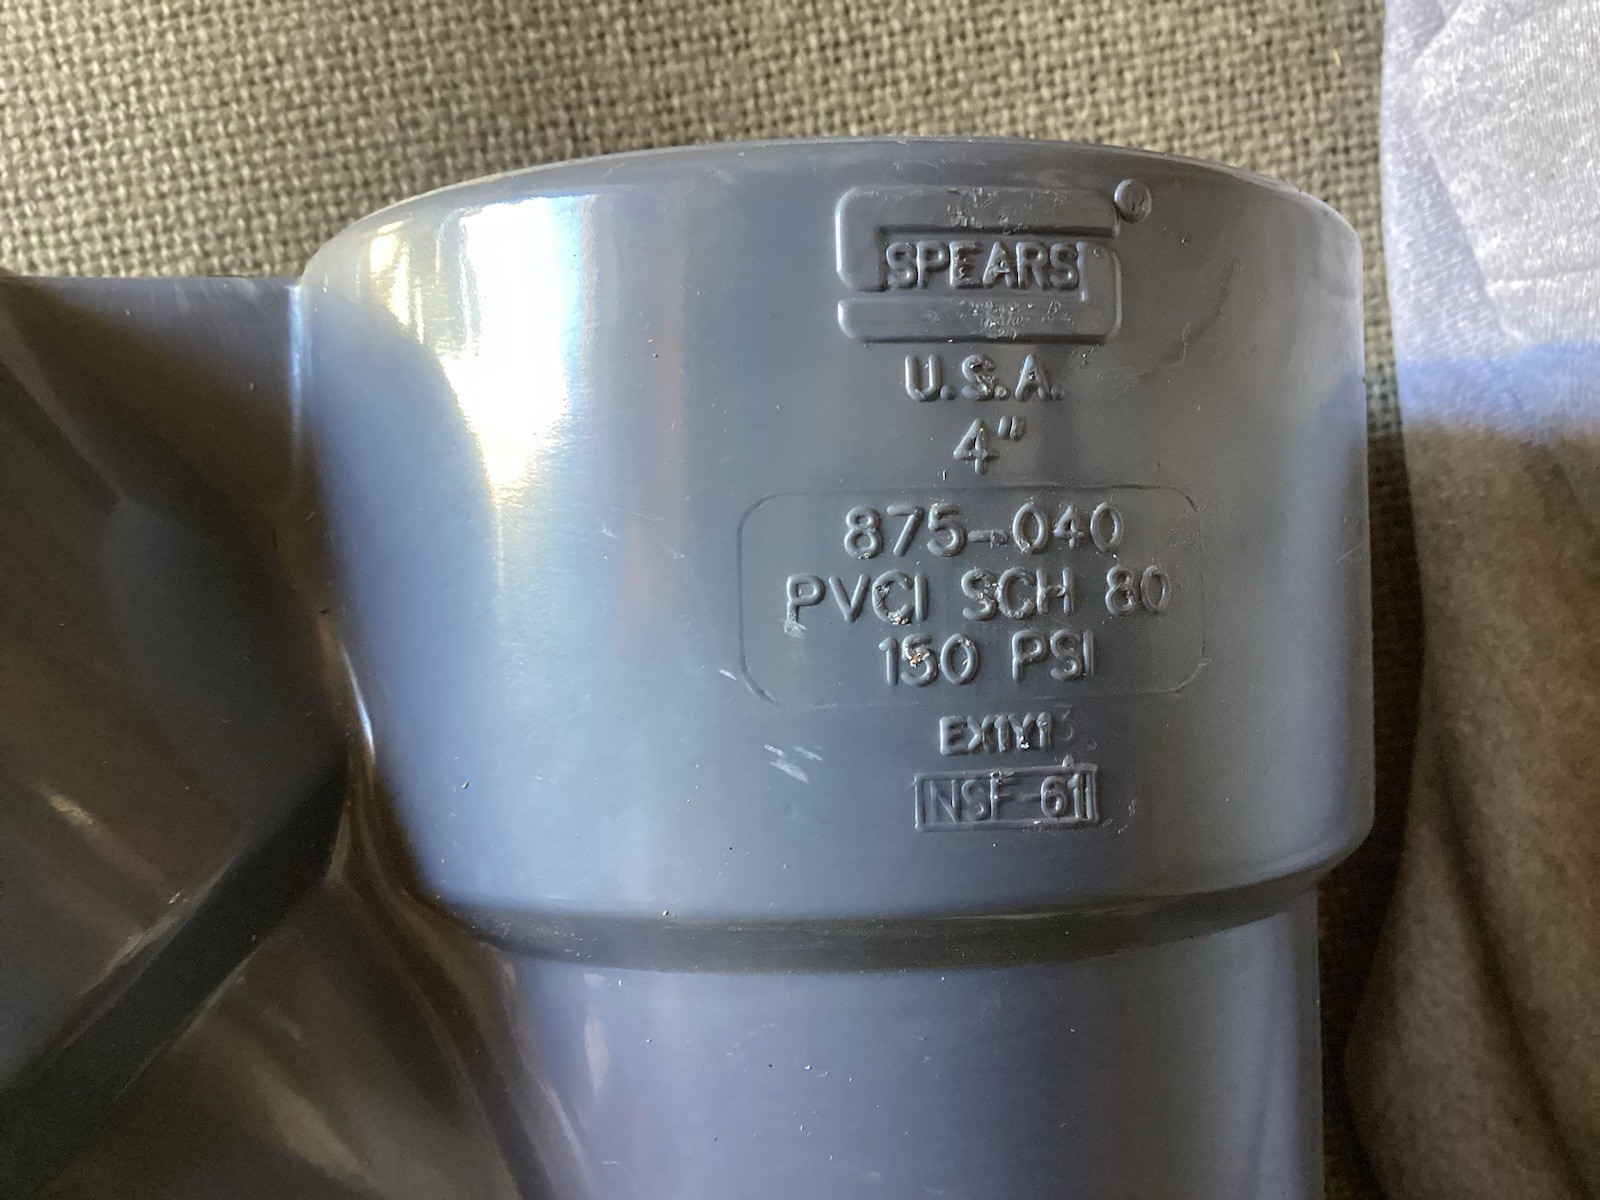 SPEARS®
U.S.A.
4"
875-040
PVCI SCH 80
150 PSI
NSF-61